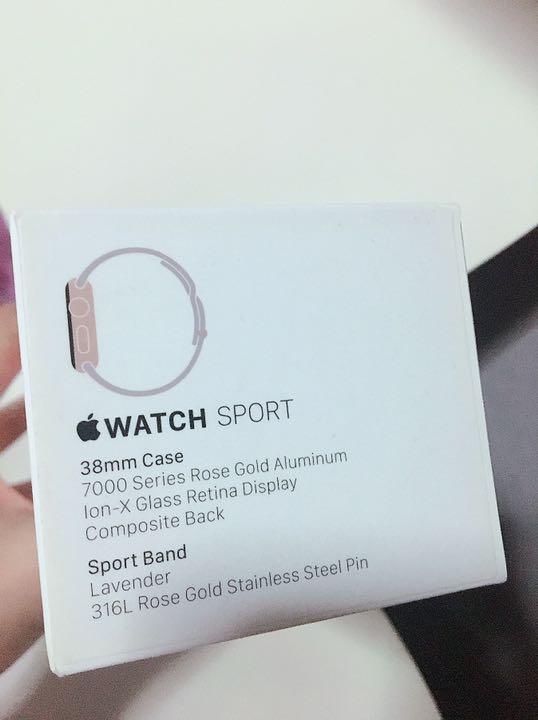 WATCH SPORT
38mm Case
7000 Series Rose Gold Aluminum
Ion-X Glass Retina Display
Composite Back
Sport Band
Lavender
316L Rose Gold Stainless Steel Pin